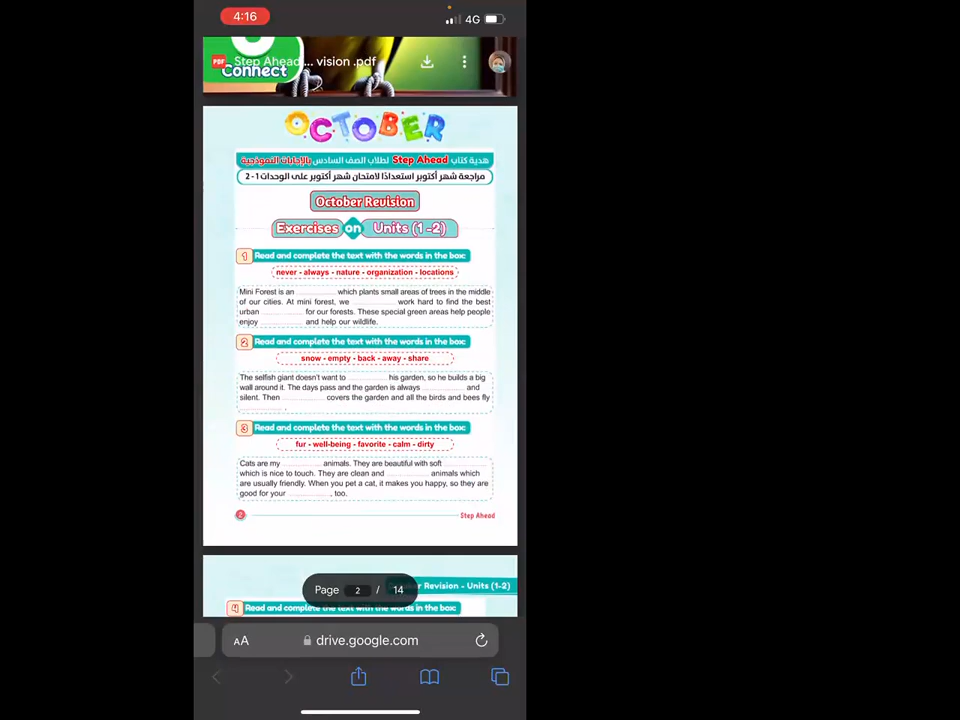 4:16
4G
Connect
PDF Step Ahead... vision .pdf
OCTOBER
هدية كتاب Step Ahead لطلاب الصف السادس بالإجابات النموذجية
مراجعة شهر أكتوبر استعدادًا لامتحان شهر أكتوبر على الوحدات 1 - 2
October Revision
Exercises on Units (1-2)
1 Read and complete the text with the words in the box:
never - always - nature - organization - locations
Mini Forest is an .............. which plants small areas of trees in the middle
of our cities. At mini forest, we .............. work hard to find the best
urban .............. for our forests. These special green areas help people
enjoy .............. and help our wildlife.
2 Read and complete the text with the words in the box:
snow - empty - back - away - share
The selfish giant doesn't want to .............. his garden, so he builds a big
wall around it. The days pass and the garden is always .............. and
silent. Then .............. covers the garden and all the birds and bees fly
.............. .
3 Read and complete the text with the words in the box:
fur - well-being - favorite - calm - dirty
Cats are my .............. animals. They are beautiful with soft ..............
which is nice to touch. They are clean and .............. animals which
are usually friendly. When you pet a cat, it makes you happy, so they are
good for your .............. , too.
2
Step Ahead
Revision - Units (1-2)
Page 2 / 14
4 Read and complete the text with the words in the box:
AA drive.google.com